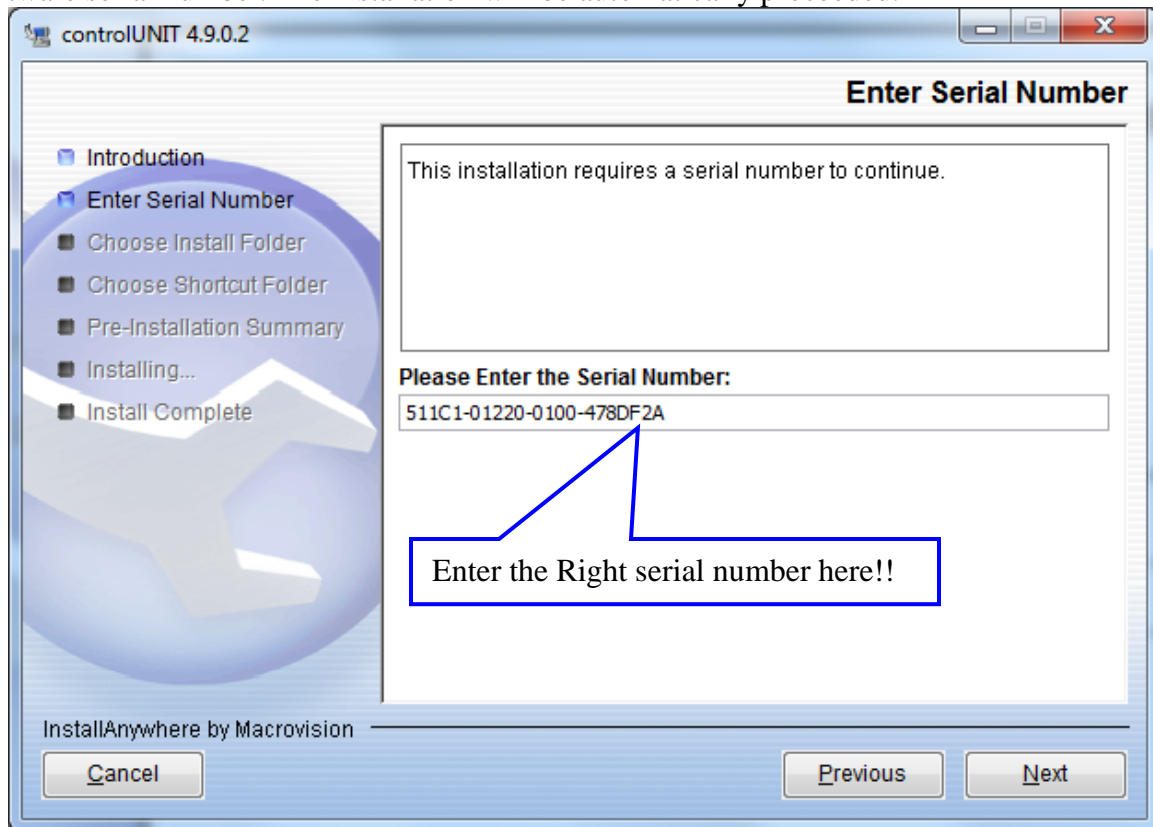 controlUNIT 4.9.0.2
Enter Serial Number
Introduction
Enter Serial Number
Choose Install Folder
Choose Shortcut Folder
Pre-Installation Summary
Installing...
Install Complete
This installation requires a serial number to continue.
Please Enter the Serial Number:
511C1-01220-0100-478DF2A
Enter the Right serial number here!!
InstallAnywhere by Macrovision
Cancel
Previous
Next